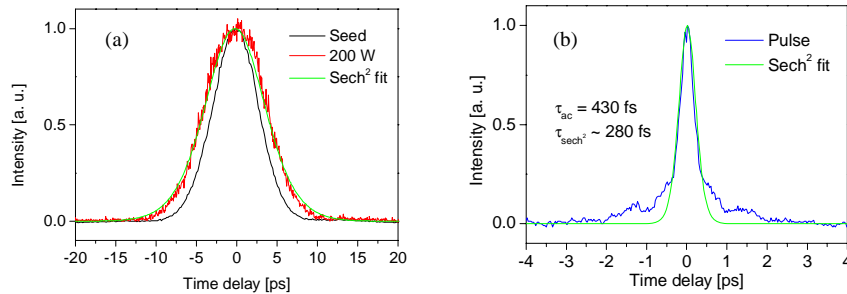 (a)
Seed
200 W
Sech² fit
Intensity [a. u.]
1.0
0.5
0.0
-20 -15 -10 -5 0 5 10 15 20
Time delay [ps]
(b)
Pulse
Sech² fit
τac = 430 fs
τsech² ~ 280 fs
Intensity [a. u.]
1.0
0.5
0.0
-4 -3 -2 -1 0 1 2 3 4
Time delay [ps]